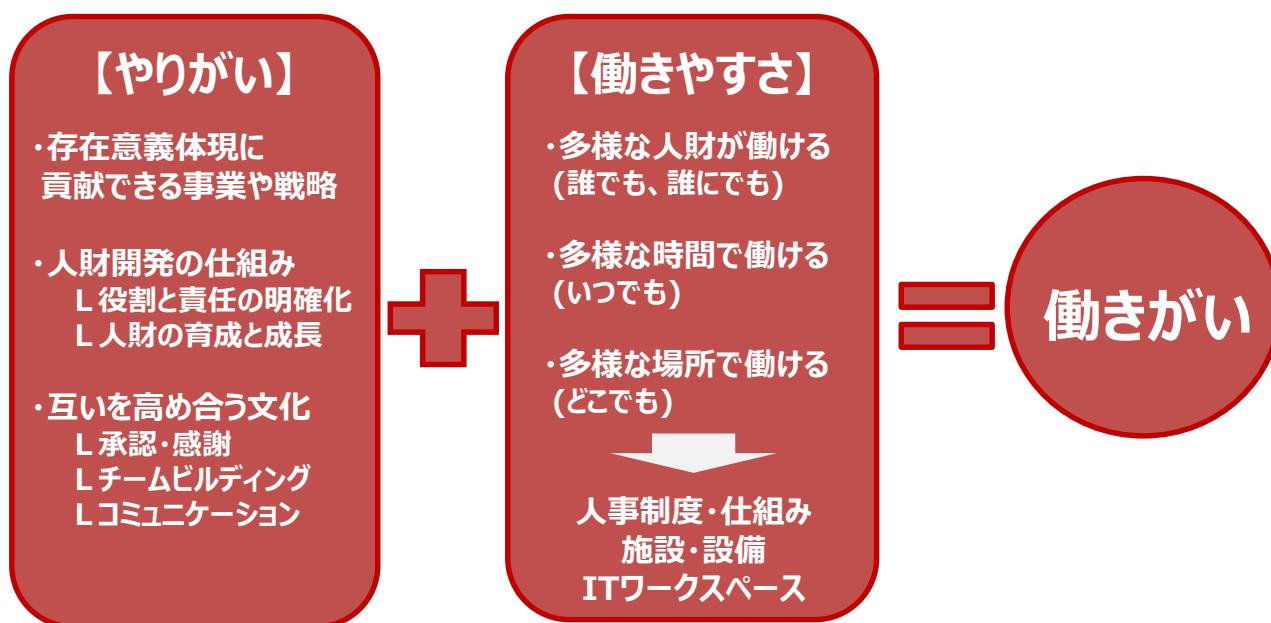 【やりがい】
・存在意義体現に
貢献できる事業や戦略
・人財開発の仕組み
L 役割と責任の明確化
L 人財の育成と成長
・互いを高め合う文化
L 承認・感謝
L チームビルディング
L コミュニケーション
【働きやすさ】
・多様な人財が働ける
(誰でも、誰にでも)
・多様な時間で働ける
(いつでも)
・多様な場所で働ける
(どこでも)
人事制度・仕組み
施設・設備
ITワークスペース
働きがい